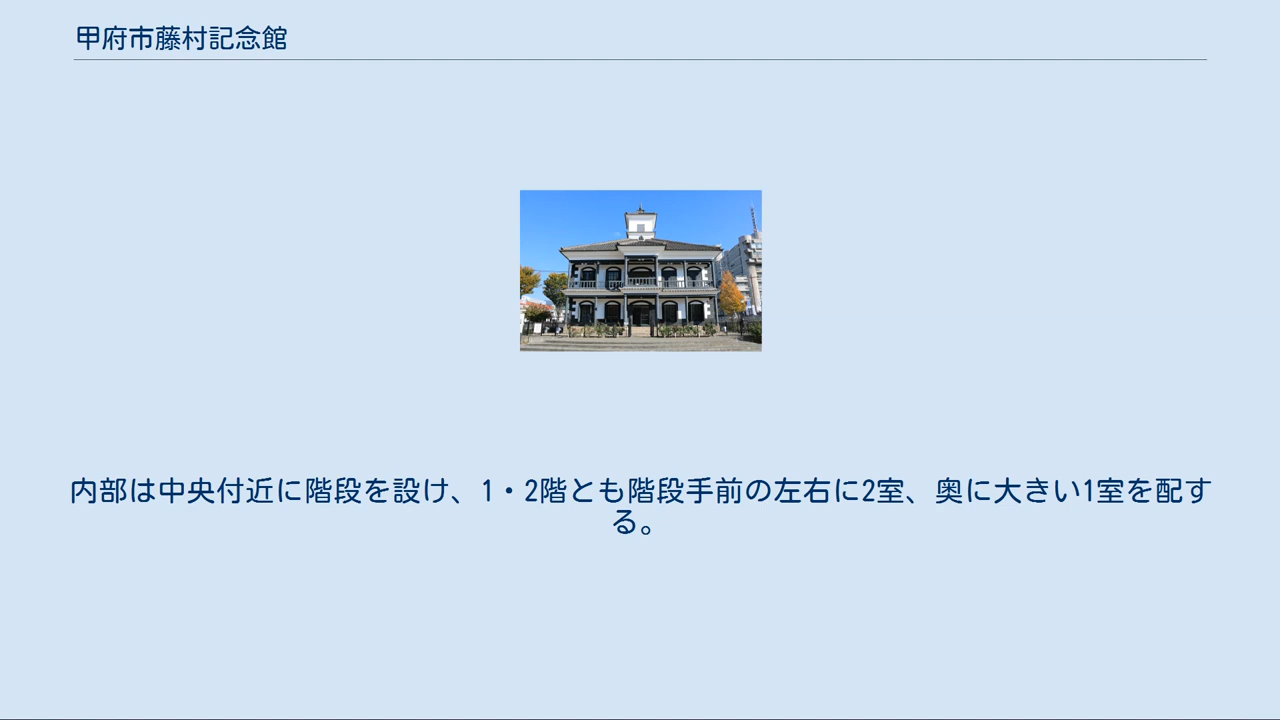 甲府市藤村記念館
内部は中央付近に階段を設け、1・2階とも階段手前の左右に2室、奥に大きい1室を配す
る。